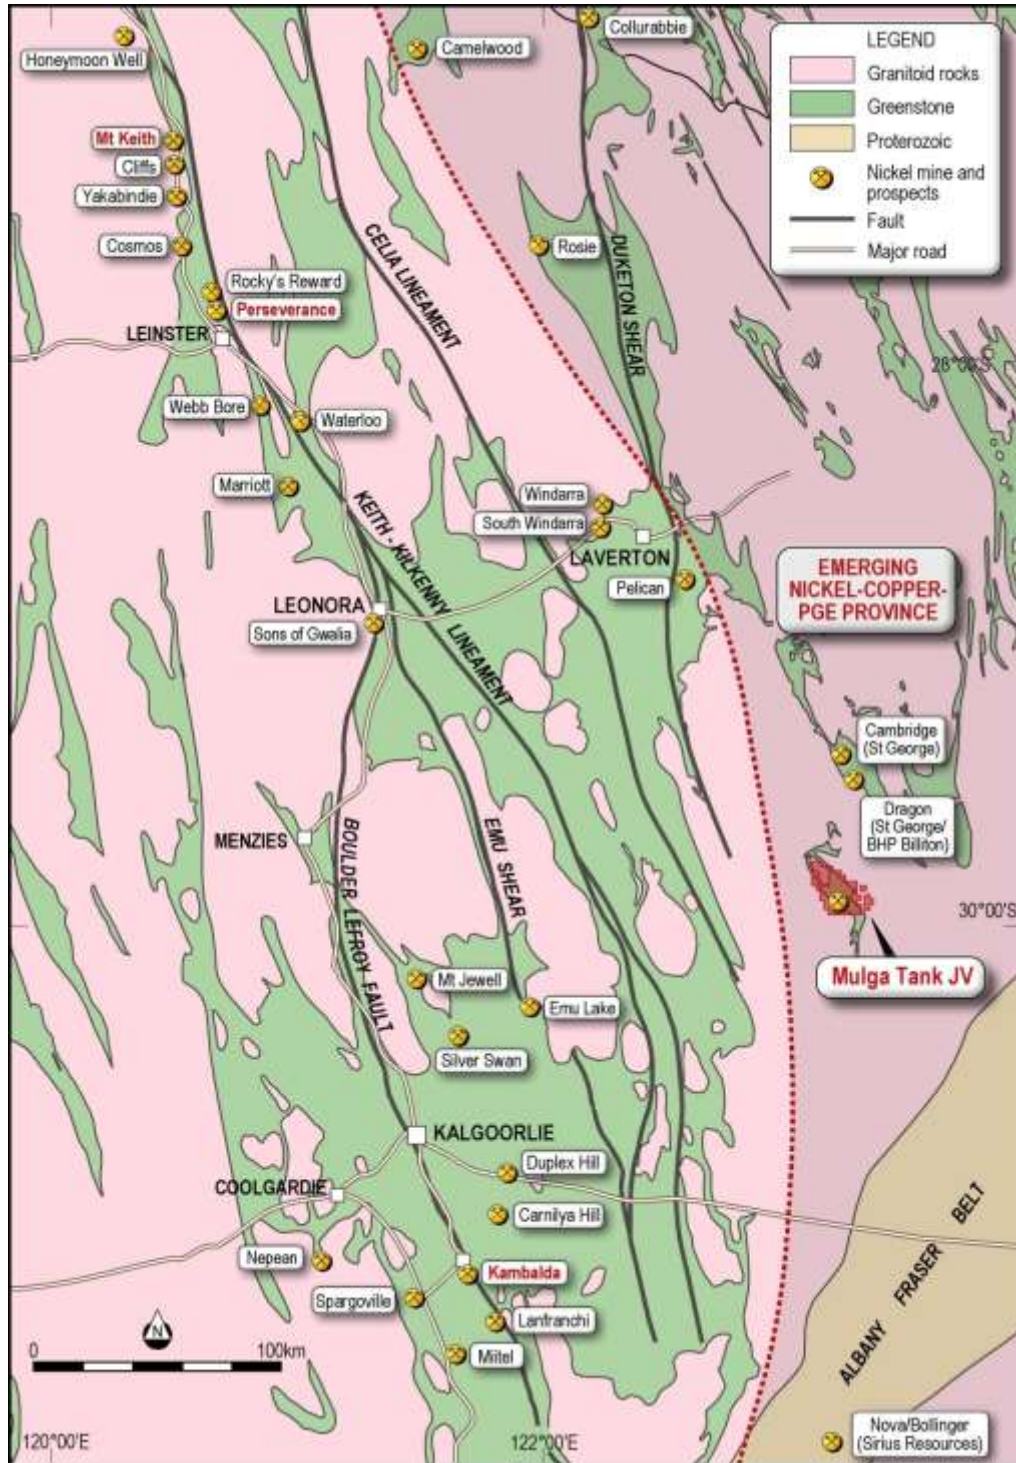 Collurabbie
Camelwood
Honeymoon Well
LEGEND
Granitoid rocks
Greenstone
Proterozoic
Nickel mine and
prospects
Fault
Major road
Mt Keith
Cliffs
Yakabindie
Cosmos
Rosie
CELIA LINEAMENT
DUKETON SHEAR
Rocky's Reward
Perseverance
LEINSTER
28°00'S
Webb Bore
Waterloo
Marriott
Windarra
South Windarra
LAVERTON
Pelican
KEITH - KILKENNY LINEAMENT
EMERGING
NICKEL-COPPER-
PGE PROVINCE
LEONORA
Sons of Gwalia
Cambridge
(St George)
Dragon
(St George/
BHP Billiton)
MENZIES
BOULDER LEFROY FAULT
EMU SHEAR
30°00'S
Mulga Tank JV
Mt Jewell
Emu Lake
Silver Swan
KALGOORLIE
Duplex Hill
COOLGARDIE
Carnilya Hill
Nepean
Kambalda
Spargoville
Lanfranchi
Miitel
ALBANY FRASER BELT
N
0 100km
Nova/Bollinger
(Sirius Resources)
120°00'E
122°00'E